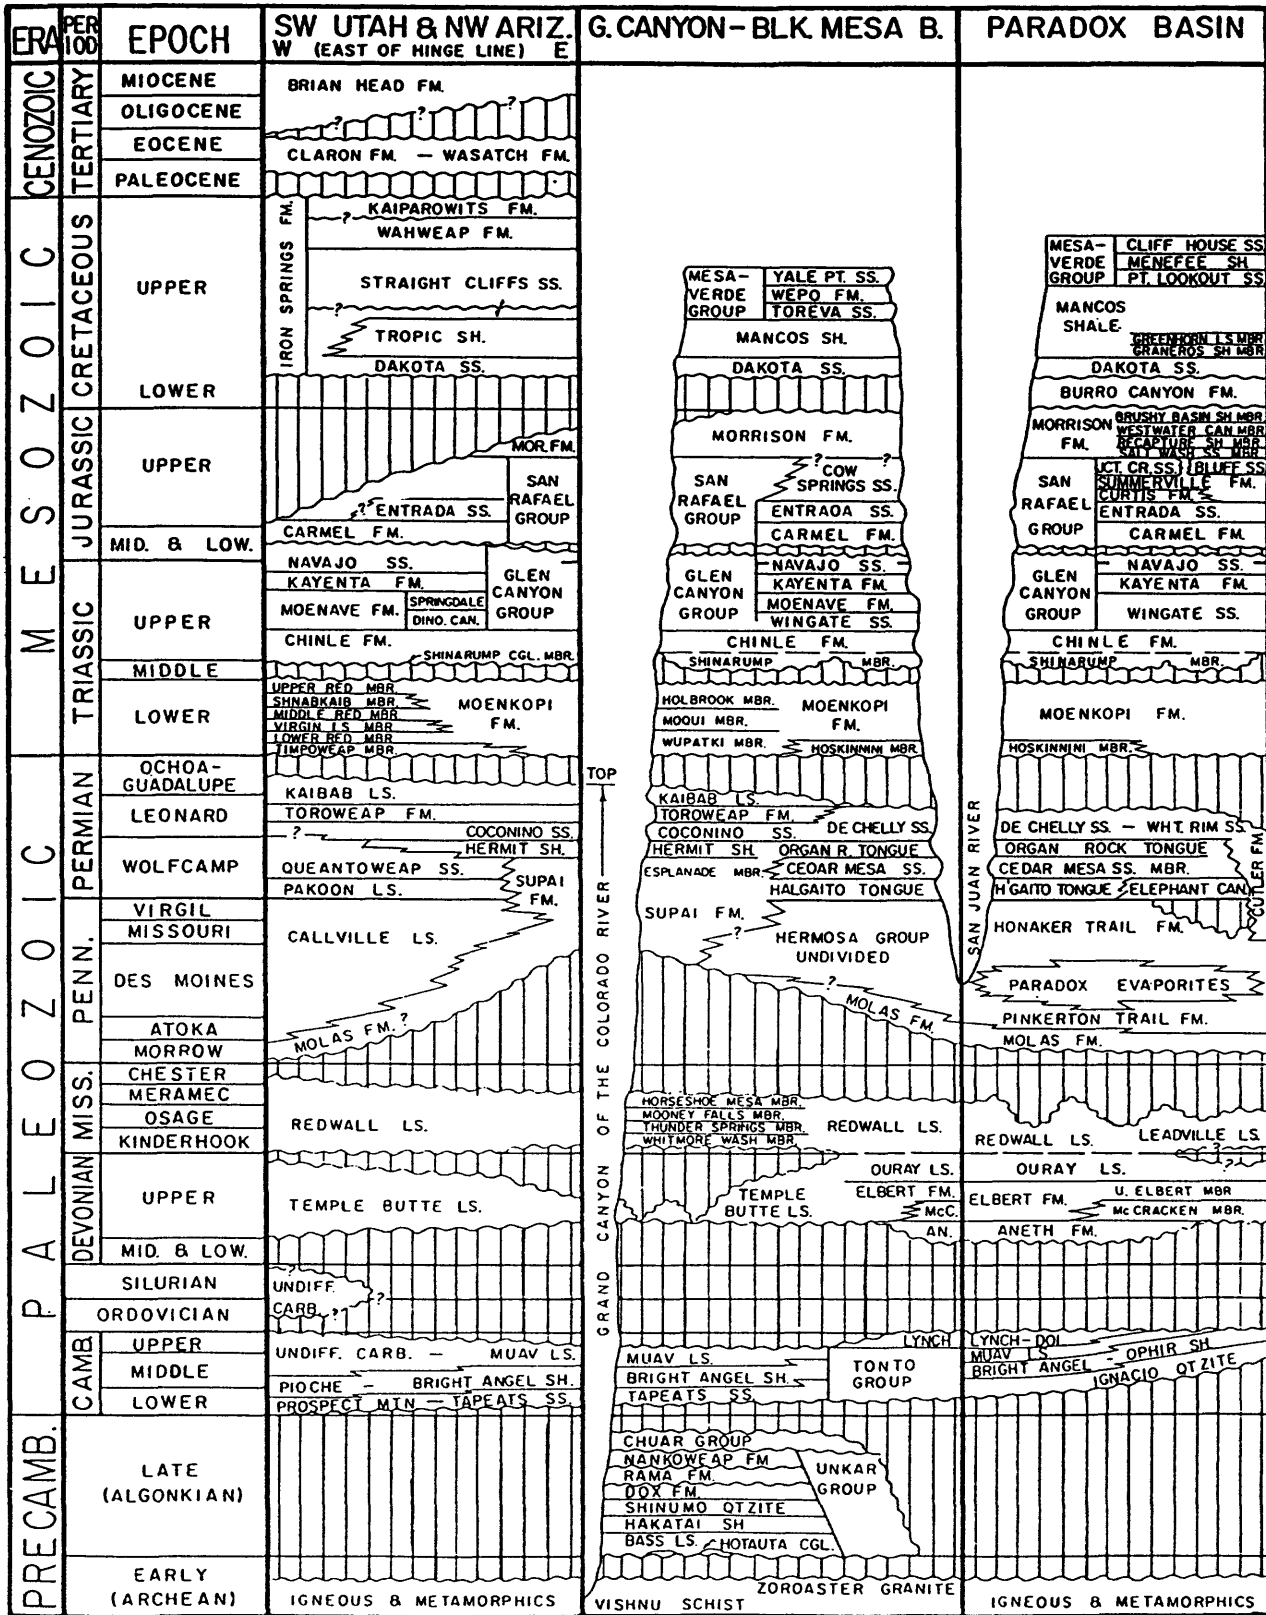 ERA
PERIOD
EPOCH
SW UTAH & NW ARIZ.
W (EAST OF HINGE LINE) E
G. CANYON-BLK. MESA B.
PARADOX BASIN
CENOZOIC
TERTIARY
MIOCENE
OLIGOCENE
EOCENE
PALEOCENE
BRIAN HEAD FM.
? ? ?
CLARON FM. - WASATCH FM.
MESOZOIC
CRETACEOUS
UPPER
LOWER
IRON SPRINGS FM.
? KAIPAROWITS FM.
WAHWEAP FM.
STRAIGHT CLIFFS SS.
?
TROPIC SH.
DAKOTA SS.
MESA-
VERDE
GROUP
YALE PT. SS.
WEPO FM.
TOREVA SS.
MANCOS SH.
DAKOTA SS.
MESA-
VERDE
GROUP
CLIFF HOUSE SS.
MENEFEE SH
PT. LOOKOUT SS.
MANCOS
SHALE
GREENHORN LS MBR
GRANEROS SH MBR
DAKOTA SS.
BURRO CANYON FM.
JURASSIC
UPPER
MID. & LOW.
MOR. FM.
SAN
RAFAEL
GROUP
? ENTRADA SS.
CARMEL FM.
MORRISON FM.
SAN
RAFAEL
GROUP
? ?
COW
SPRINGS SS.
ENTRADA SS.
CARMEL FM.
MORRISON
FM.
BRUSHY BASIN SH MBR
WESTWATER CAN MBR
RECAPTURE SH MBR
SALT WASH SS MBR
SAN
RAFAEL
GROUP
JCT. CR. SS. BLUFF SS
SUMMERVILLE FM.
CURTIS FM.
ENTRADA SS.
CARMEL FM.
TRIASSIC
UPPER
MIDDLE
LOWER
NAVAJO SS.
KAYENTA FM.
MOENAVE FM.
SPRINGDALE
DINO. CAN.
GLEN
CANYON
GROUP
CHINLE FM.
SHINARUMP CGL. MBR.
UPPER RED MBR.
SHNABKAIB MBR.
MIDDLE RED MBR
VIRGIN LS MBR
LOWER RED MBR
TIMPOWEAP MBR.
MOENKOPI
FM.
GLEN
CANYON
GROUP
NAVAJO SS.
KAYENTA FM.
MOENAVE FM.
WINGATE SS.
CHINLE FM.
SHINARUMP MBR.
HOLBROOK MBR.
MOQUI MBR.
WUPATKI MBR.
MOENKOPI
FM.
HOSKINNINI MBR.
GLEN
CANYON
GROUP
NAVAJO SS.
KAYENTA FM.
WINGATE SS.
CHINLE FM.
SHINARUMP MBR.
MOENKOPI FM.
HOSKINNINI MBR.
PALEOZOIC
PERMIAN
OCHOA-
GUADALUPE
LEONARD
WOLFCAMP
KAIBAB LS.
TOROWEAP FM.
? COCONINO SS.
HERMIT SH.
QUEANTOWEAP SS.
PAKOON LS.
SUPAI
FM.
TOP
GRAND CANYON OF THE COLORADO RIVER
KAIBAB LS.
TOROWEAP FM.
COCONINO SS.
DE CHELLY SS.
HERMIT SH.
ORGAN R. TONGUE
ESPLANADE MBR
CEDAR MESA SS.
HALGAITO TONGUE
SAN JUAN RIVER
DE CHELLY SS. - WHT. RIM SS.
ORGAN ROCK TONGUE
CEDAR MESA SS. MBR.
H'GAITO TONGUE
ELEPHANT CAN.
CUTLER FM.
PENN.
VIRGIL
MISSOURI
DES MOINES
ATOKA
MORROW
CALLVILLE LS.
MOLAS FM. ?
SUPAI FM.
?
HERMOSA GROUP
UNDIVIDED
?
MOLAS FM.
HONAKER TRAIL FM.
PARADOX EVAPORITES
PINKERTON TRAIL FM.
MOLAS FM.
MISS.
CHESTER
MERAMEC
OSAGE
KINDERHOOK
REDWALL LS.
HORSESHOE MESA MBR.
MOONEY FALLS MBR.
THUNDER SPRINGS MBR.
WHITMORE WASH MBR.
REDWALL LS.
REDWALL LS.
LEADVILLE LS.
?
?
DEVONIAN
UPPER
MID. & LOW.
TEMPLE BUTTE LS.
TEMPLE
BUTTE LS.
OURAY LS.
ELBERT FM.
McC.
AN.
OURAY LS.
ELBERT FM.
U. ELBERT MBR
McCRACKEN MBR.
ANETH FM.
SILURIAN
ORDOVICIAN
?
UNDIFF.
CARB.
?
?
CAMB.
UPPER
MIDDLE
LOWER
UNDIFF. CARB. - MUAV LS.
PIOCHE - BRIGHT ANGEL SH.
PROSPECT MTN - TAPEATS SS.
LYNCH
MUAV LS.
BRIGHT ANGEL SH.
TAPEATS SS.
TONTO
GROUP
LYNCH-DOL.
MUAV LS.
BRIGHT ANGEL - OPHIR SH
IGNACIO QTZITE
PRECAMB.
LATE
(ALGONKIAN)
EARLY
(ARCHEAN)
CHUAR GROUP
NANKOWEAP FM
RAMA FM.
DOX FM.
SHINUMO QTZITE
HAKATAI SH
BASS LS.
HOTAUTA CGL.
UNKAR
GROUP
IGNEOUS & METAMORPHICS
ZOROASTER GRANITE
VISHNU SCHIST
IGNEOUS & METAMORPHICS